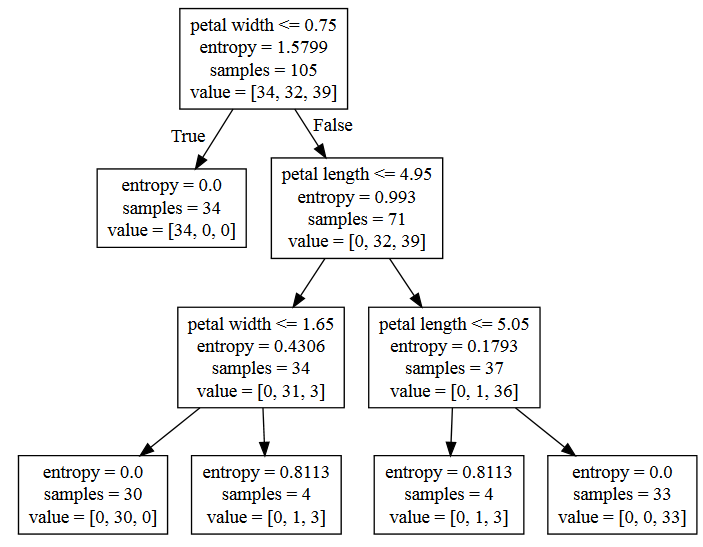 petal width <= 0.75
entropy = 1.5799
samples = 105
value = [34, 32, 39]
True
False
entropy = 0.0
samples = 34
value = [34, 0, 0]
petal length <= 4.95
entropy = 0.993
samples = 71
value = [0, 32, 39]
petal width <= 1.65
entropy = 0.4306
samples = 34
value = [0, 31, 3]
petal length <= 5.05
entropy = 0.1793
samples = 37
value = [0, 1, 36]
entropy = 0.0
samples = 30
value = [0, 30, 0]
entropy = 0.8113
samples = 4
value = [0, 1, 3]
entropy = 0.8113
samples = 4
value = [0, 1, 3]
entropy = 0.0
samples = 33
value = [0, 0, 33]